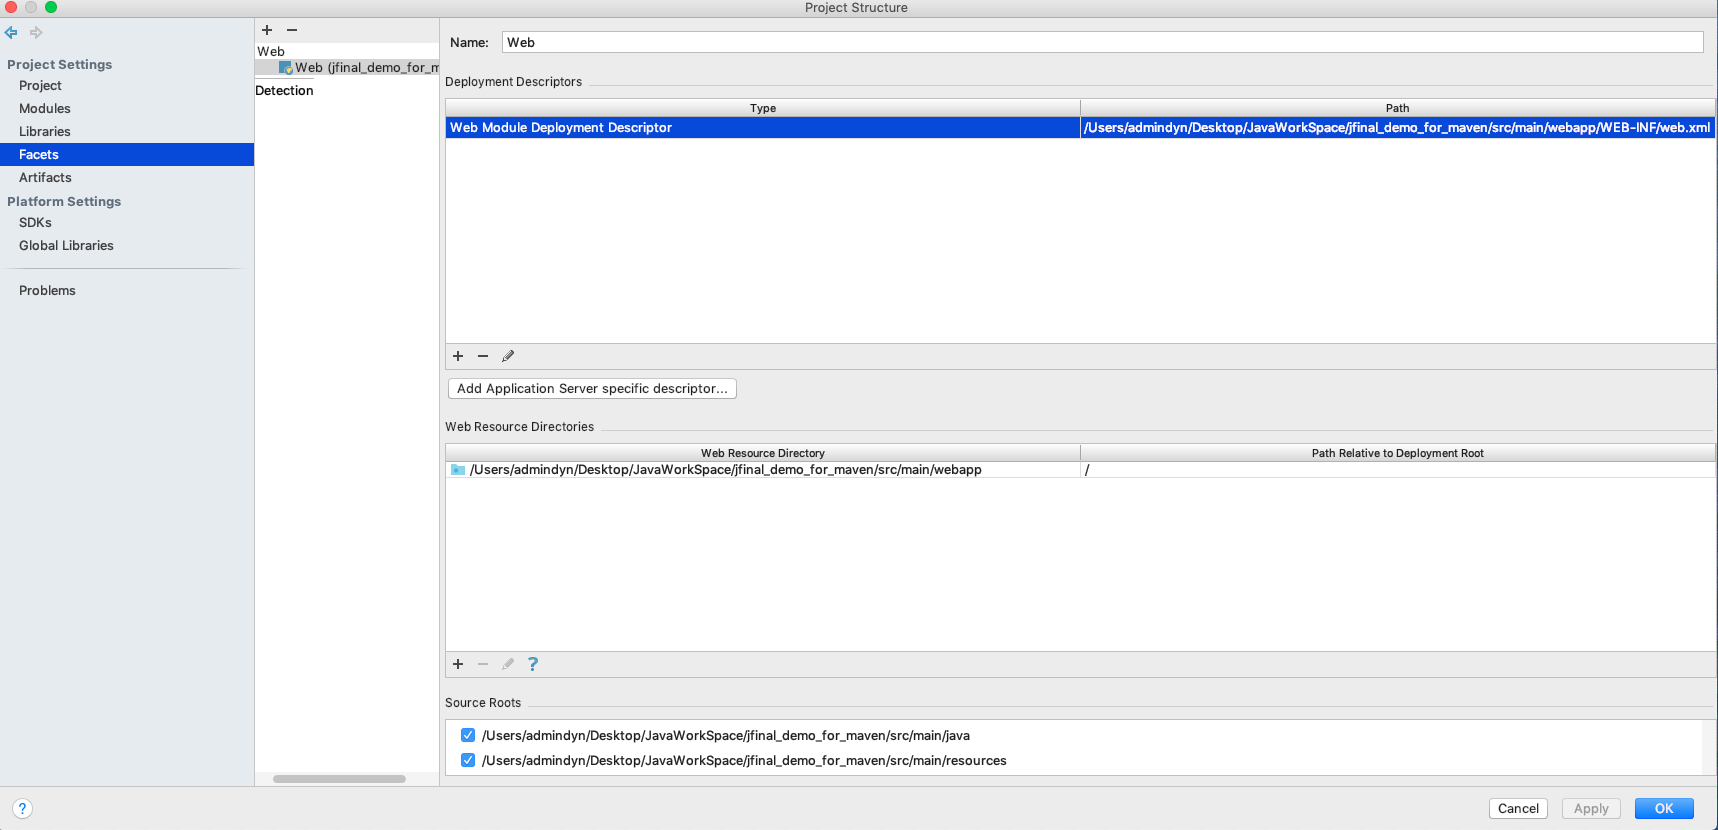 Project Structure
Project Settings
Project
Modules
Libraries
Facets
Artifacts
Platform Settings
SDKs
Global Libraries
Problems
Web
Web (jfinal_demo_for_m
Detection
Name: Web
Deployment Descriptors
Type Path
Web Module Deployment Descriptor /Users/admindyn/Desktop/JavaWorkSpace/jfinal_demo_for_maven/src/main/webapp/WEB-INF/web.xml
Add Application Server specific descriptor...
Web Resource Directories
Web Resource Directory Path Relative to Deployment Root
/Users/admindyn/Desktop/JavaWorkSpace/jfinal_demo_for_maven/src/main/webapp /
?
Source Roots
/Users/admindyn/Desktop/JavaWorkSpace/jfinal_demo_for_maven/src/main/java
/Users/admindyn/Desktop/JavaWorkSpace/jfinal_demo_for_maven/src/main/resources
? Cancel Apply OK